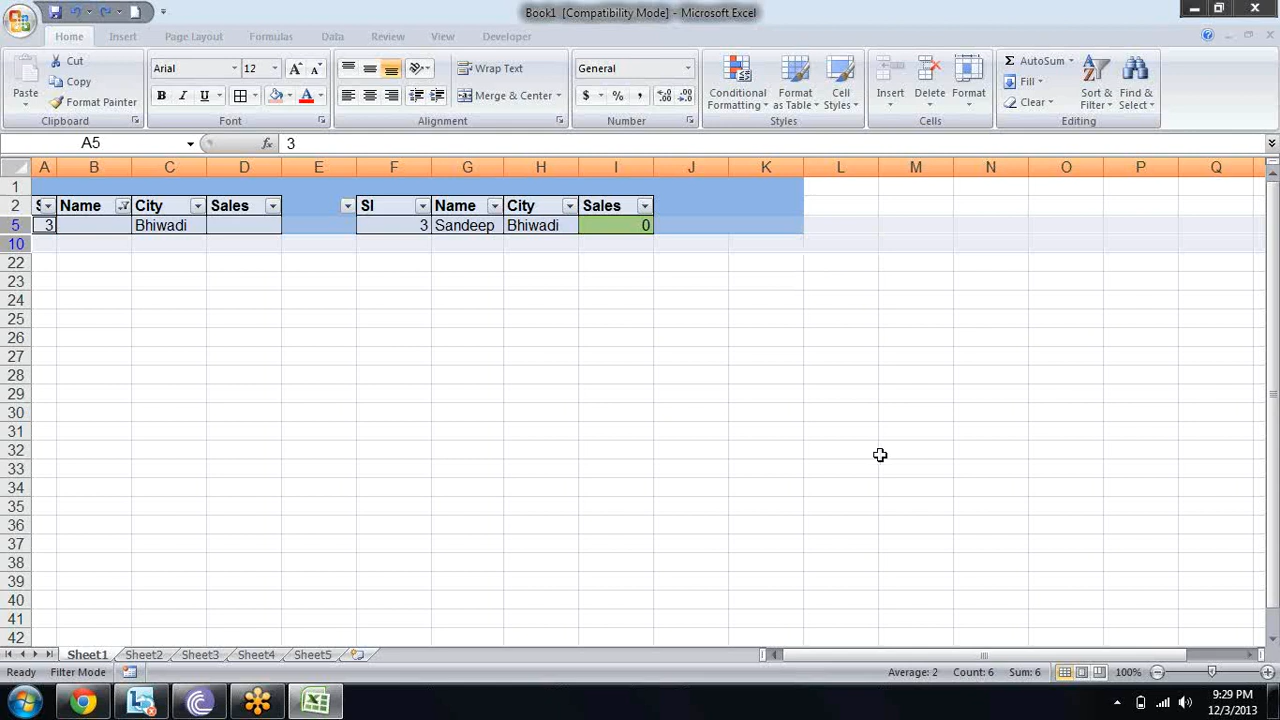 Book1 [Compatibility Mode] - Microsoft Excel
Home Insert Page Layout Formulas Data Review View Developer
Paste Cut Copy Format Painter Clipboard
Arial 12 A A B I U A Font
Wrap Text Merge & Center Alignment
General $ % , .0 .00 .00 .0 Number
Conditional Formatting Format as Table Cell Styles Styles
Insert Delete Format Cells
Σ AutoSum Fill Clear Sort & Filter Find & Select Editing
A5 fx 3
A B C D E F G H I J K L M N O P Q
1
2 S Name City Sales Sl Name City Sales
5 3 Bhiwadi 3 Sandeep Bhiwadi 0
10
22
23
24
25
26
27
28
29
30
31
32
33
34
35
36
37
38
39
40
41
42
Sheet1 Sheet2 Sheet3 Sheet4 Sheet5
Ready Filter Mode Average: 2 Count: 6 Sum: 6 100%
9:29 PM
12/3/2013